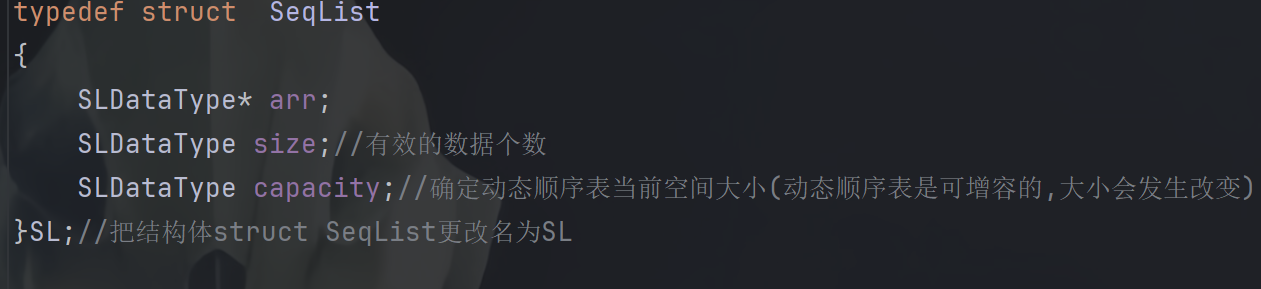 typedef struct  SeqList
{
    SLDataType* arr;
    SLDataType size;//有效的数据个数
    SLDataType capacity;//确定动态顺序表当前空间大小(动态顺序表是可增容的,大小会发生改变)
}SL;//把结构体struct SeqList更改名为SL